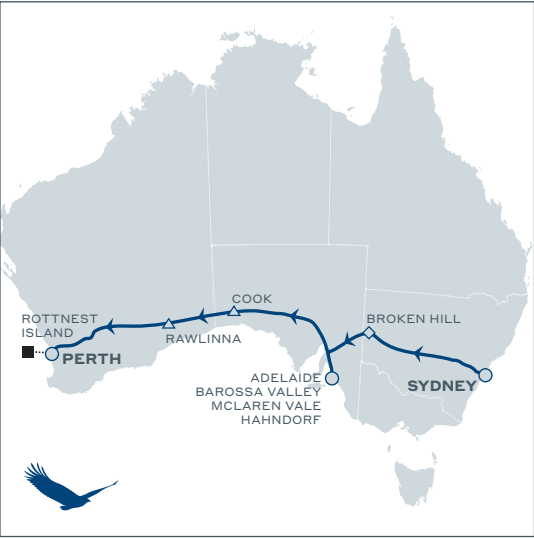 COOK
ROTTNEST
ISLAND
BROKEN HILL
RAWLINNA
PERTH
ADELAIDE
BAROSSA VALLEY
MCLAREN VALE
HAHNDORF
SYDNEY